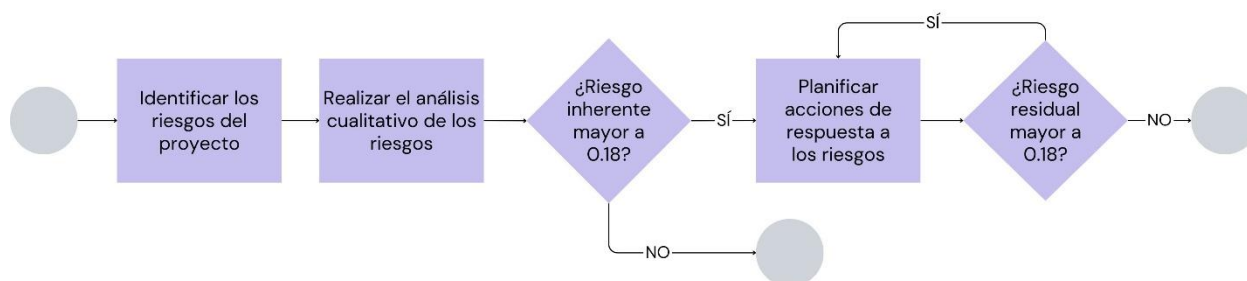 Identificar los
riesgos del
proyecto
Realizar el análisis
cualitativo de los
riesgos
¿Riesgo
inherente
mayor a
0.18?
SÍ
NO
Planificar
acciones de
respuesta a
los riesgos
SÍ
¿Riesgo
residual
mayor a
0.18?
NO